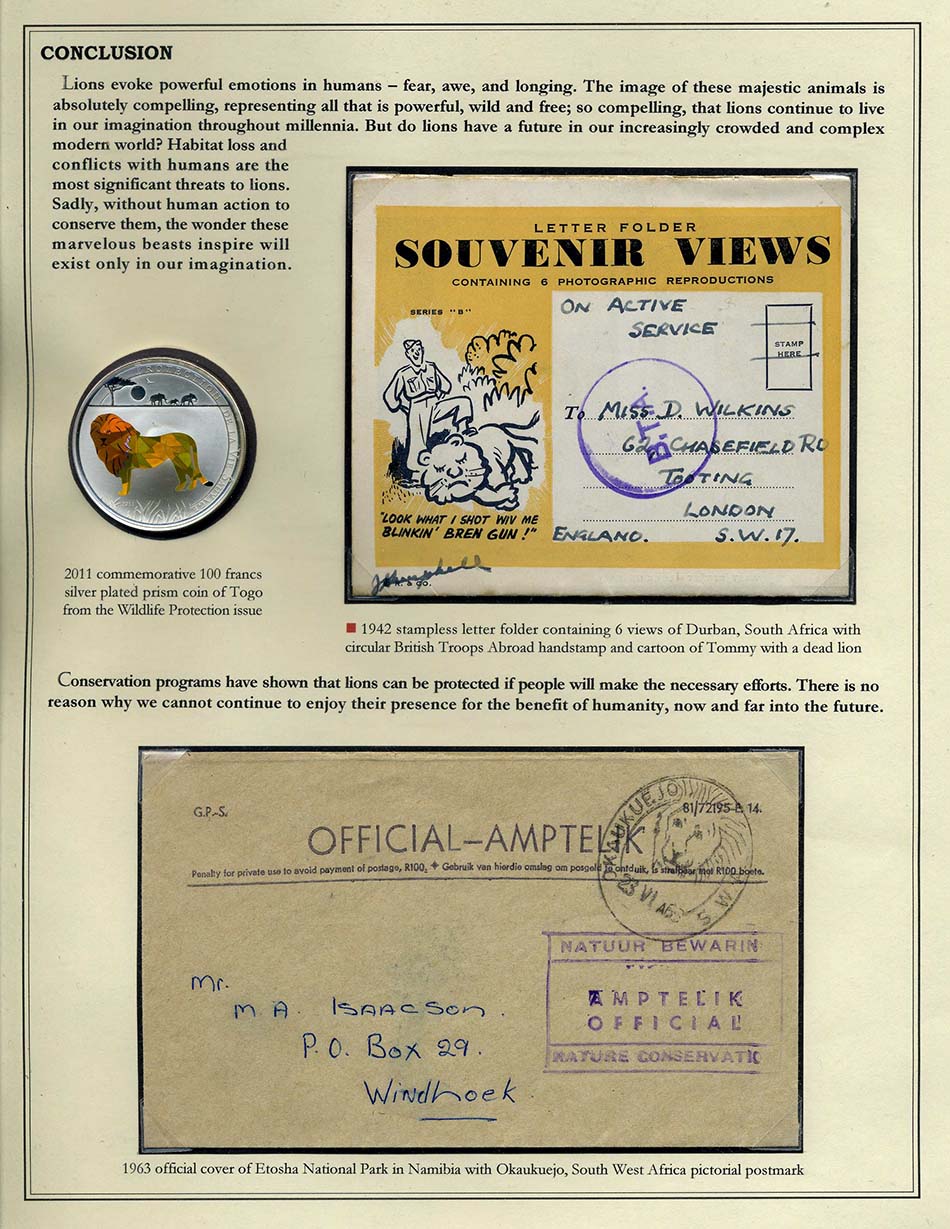 CONCLUSION
Lions evoke powerful emotions in humans – fear, awe, and longing. The image of these majestic animals is
absolutely compelling, representing all that is powerful, wild and free; so compelling, that lions continue to live
in our imagination throughout millennia. But do lions have a future in our increasingly crowded and complex
modern world? Habitat loss and
conflicts with humans are the
most significant threats to lions.
Sadly, without human action to
conserve them, the wonder these
marvelous beasts inspire will
exist only in our imagination.
LETTER FOLDER
SOUVENIR VIEWS
CONTAINING 6 PHOTOGRAPHIC REPRODUCTIONS
SERIES "B"
ON ACTIVE
SERVICE
STAMP
HERE
To MISS D. WILKINS
62 CHASEFIELD RD
TOOTING
LONDON
ENGLAND. S.W.17.
B.T.A.
"LOOK WHAT I SHOT WIV ME
BLINKIN' BREN GUN!"
& CO.
PROTECTION DE LA VIE SAUVAGE
2011 commemorative 100 francs
silver plated prism coin of Togo
from the Wildlife Protection issue
1942 stampless letter folder containing 6 views of Durban, South Africa with
circular British Troops Abroad handstamp and cartoon of Tommy with a dead lion
Conservation programs have shown that lions can be protected if people will make the necessary efforts. There is no
reason why we cannot continue to enjoy their presence for the benefit of humanity, now and far into the future.
G.P.-S.
81/72195-B 14.
OFFICIAL–AMPTELIK
Penalty for private use to avoid payment of postage, R100. Gebruik van hierdie omslag om posgeld te ontduik, is strafbaar met R100 boete.
OKAUKUEJO
23 VI
S.W.
NATUUR BEWARIN
AMPTELIK
OFFICIAL
NATURE CONSERVATIO
Mr.
M A. ISAACSON.
P.O. Box 29.
Windhoek
1963 official cover of Etosha National Park in Namibia with Okaukuejo, South West Africa pictorial postmark